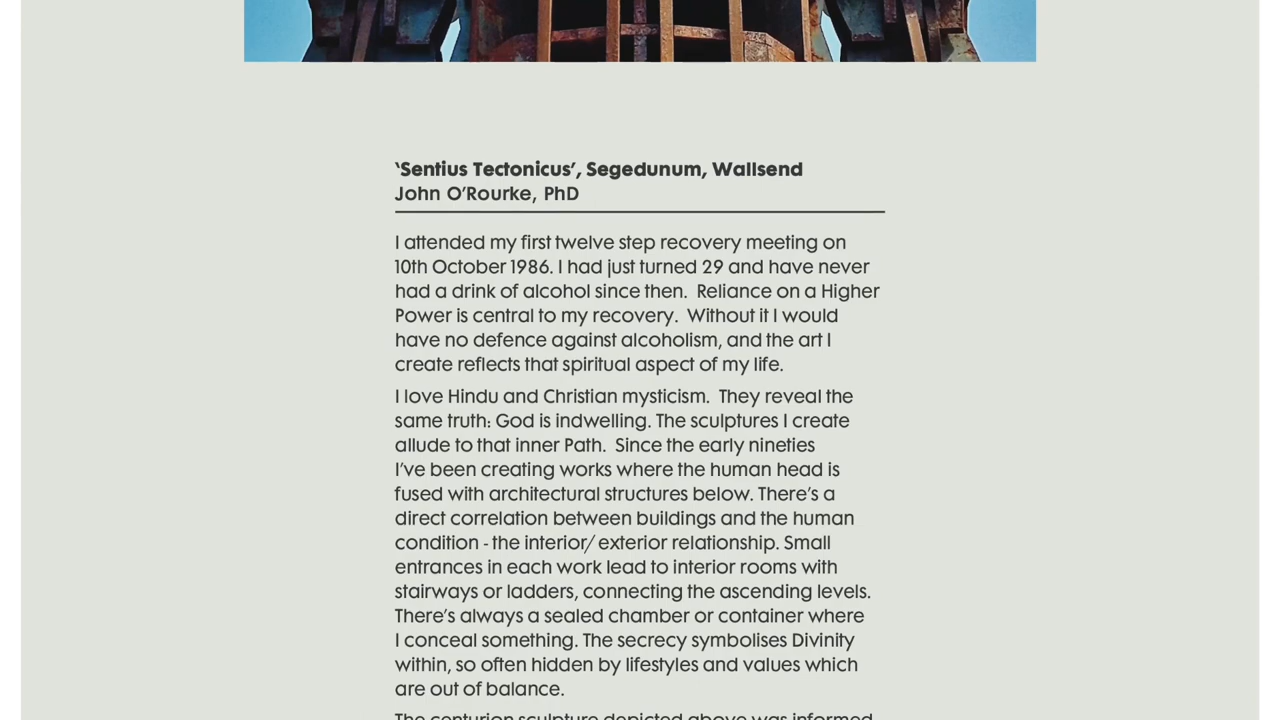 ‘Sentius Tectonicus’, Segedunum, Wallsend
John O’Rourke, PhD
I attended my first twelve step recovery meeting on
10th October 1986. I had just turned 29 and have never
had a drink of alcohol since then.  Reliance on a Higher
Power is central to my recovery.  Without it I would
have no defence against alcoholism, and the art I
create reflects that spiritual aspect of my life.
I love Hindu and Christian mysticism.  They reveal the
same truth: God is indwelling. The sculptures I create
allude to that inner Path.  Since the early nineties
I’ve been creating works where the human head is
fused with architectural structures below. There’s a
direct correlation between buildings and the human
condition - the interior/ exterior relationship. Small
entrances in each work lead to interior rooms with
stairways or ladders, connecting the ascending levels.
There’s always a sealed chamber or container where
I conceal something. The secrecy symbolises Divinity
within, so often hidden by lifestyles and values which
are out of balance.
The centurion sculpture depicted above was informed